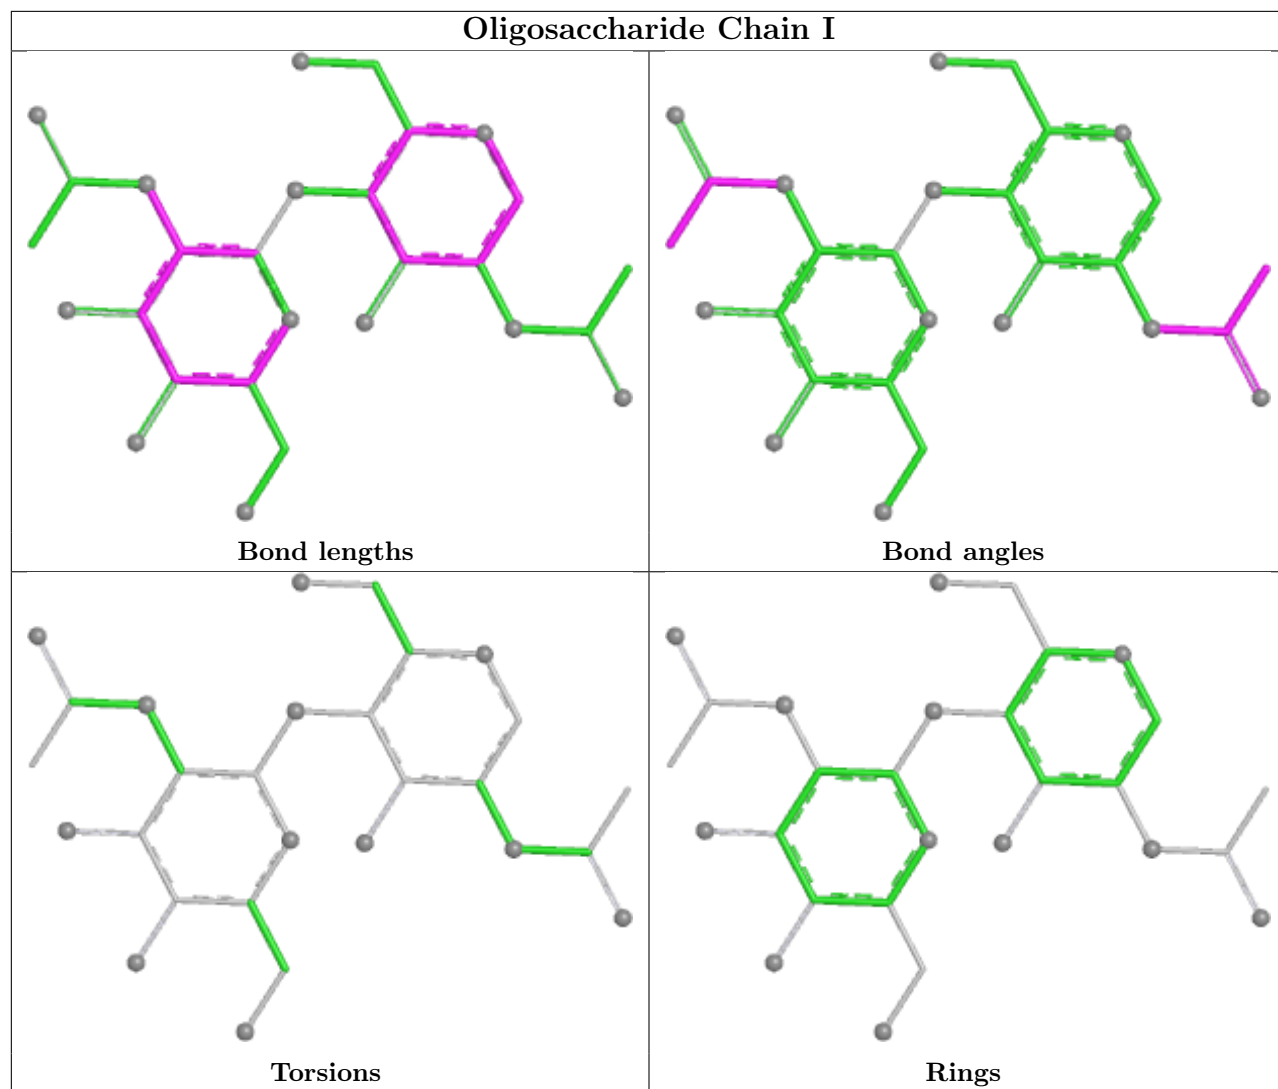 Oligosaccharide Chain I
Bond lengths
Bond angles
Torsions
Rings